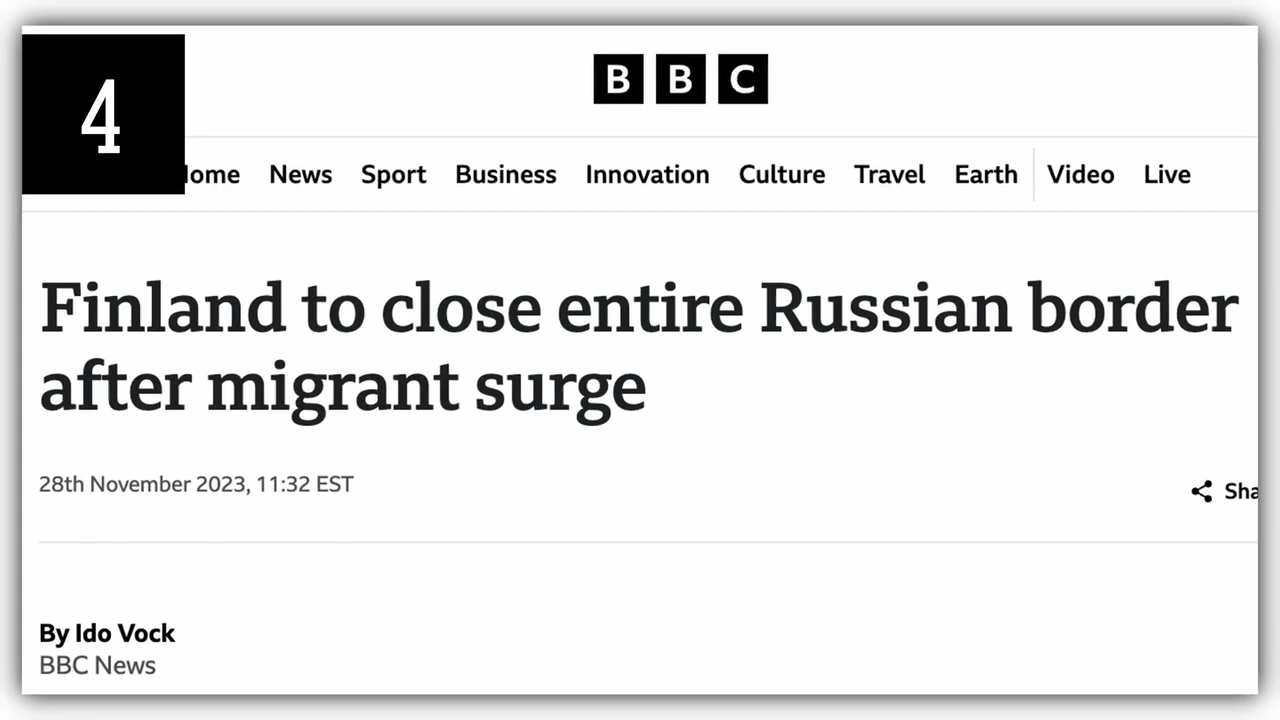 4
BBC
ome News Sport Business Innovation Culture Travel Earth Video Live
Finland to close entire Russian border
after migrant surge
28th November 2023, 11:32 EST
Sha
By Ido Vock
BBC News